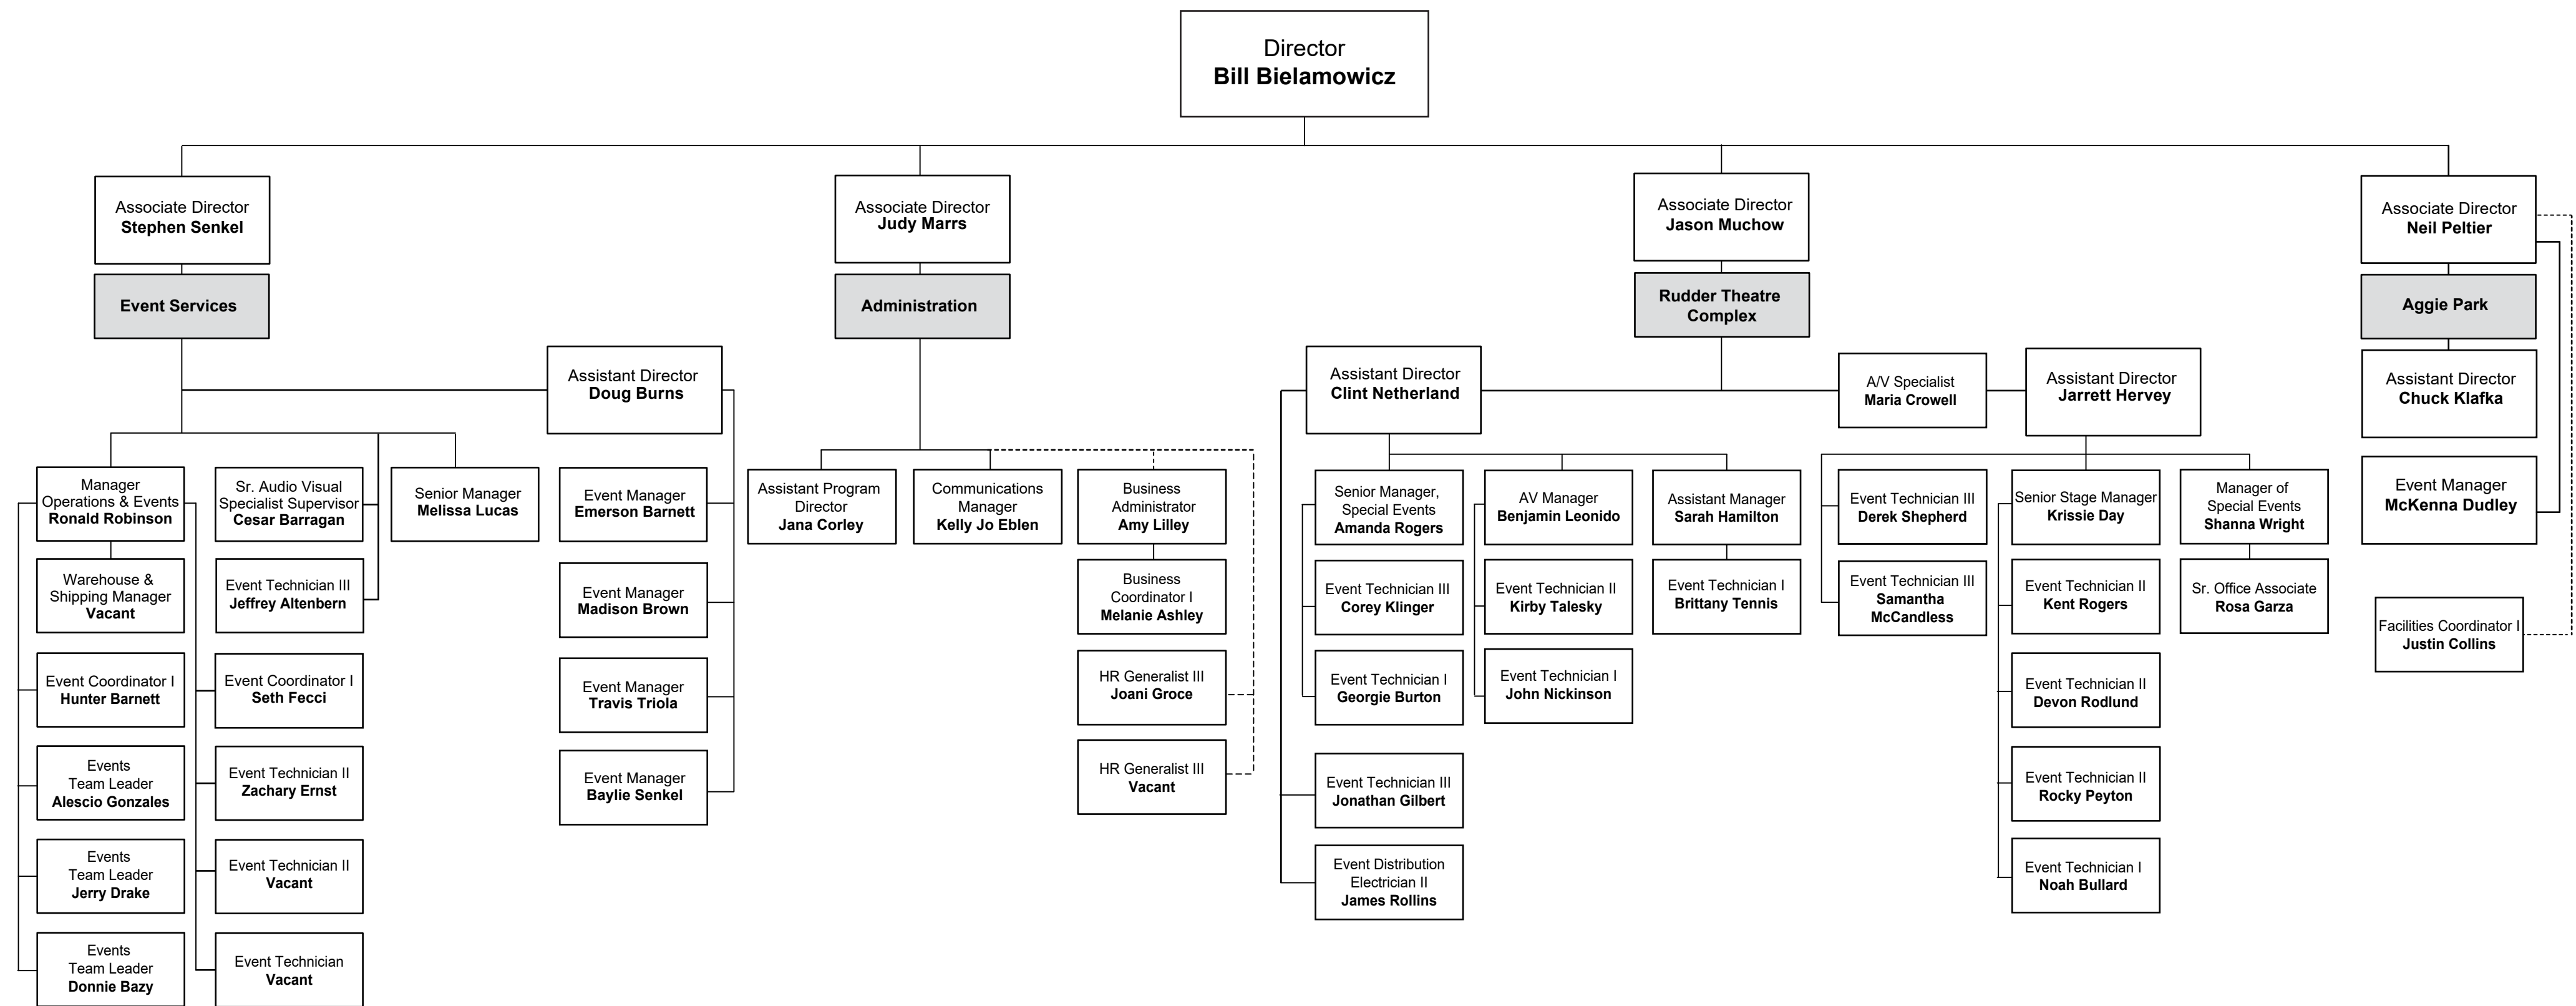 Director
Bill Bielamowicz
Associate Director
Stephen Senkel
Event Services
Associate Director
Judy Marrs
Administration
Associate Director
Jason Muchow
Rudder Theatre
Complex
Associate Director
Neil Peltier
Aggie Park
Assistant Director
Doug Burns
Assistant Director
Clint Netherland
A/V Specialist
Maria Crowell
Assistant Director
Jarrett Hervey
Assistant Director
Chuck Klafka
Manager
Operations & Events
Ronald Robinson
Sr. Audio Visual
Specialist Supervisor
Cesar Barragan
Senior Manager
Melissa Lucas
Event Manager
Emerson Barnett
Assistant Program
Director
Jana Corley
Communications
Manager
Kelly Jo Eblen
Business
Administrator
Amy Lilley
Senior Manager,
Special Events
Amanda Rogers
AV Manager
Benjamin Leonido
Assistant Manager
Sarah Hamilton
Event Technician III
Derek Shepherd
Senior Stage Manager
Krissie Day
Manager of
Special Events
Shanna Wright
Event Manager
McKenna Dudley
Warehouse &
Shipping Manager
Vacant
Event Technician III
Jeffrey Altenbern
Event Manager
Madison Brown
Business
Coordinator I
Melanie Ashley
Event Technician III
Corey Klinger
Event Technician II
Kirby Talesky
Event Technician I
Brittany Tennis
Event Technician III
Samantha
McCandless
Event Technician II
Kent Rogers
Sr. Office Associate
Rosa Garza
Facilities Coordinator I
Justin Collins
Event Coordinator I
Hunter Barnett
Event Coordinator I
Seth Fecci
Event Manager
Travis Triola
HR Generalist III
Joani Groce
Event Technician I
Georgie Burton
Event Technician I
John Nickinson
Event Technician II
Devon Rodlund
Events
Team Leader
Alescio Gonzales
Event Technician II
Zachary Ernst
Event Manager
Baylie Senkel
HR Generalist III
Vacant
Event Technician III
Jonathan Gilbert
Event Technician II
Rocky Peyton
Events
Team Leader
Jerry Drake
Event Technician II
Vacant
Event Distribution
Electrician II
James Rollins
Event Technician I
Noah Bullard
Events
Team Leader
Donnie Bazy
Event Technician
Vacant